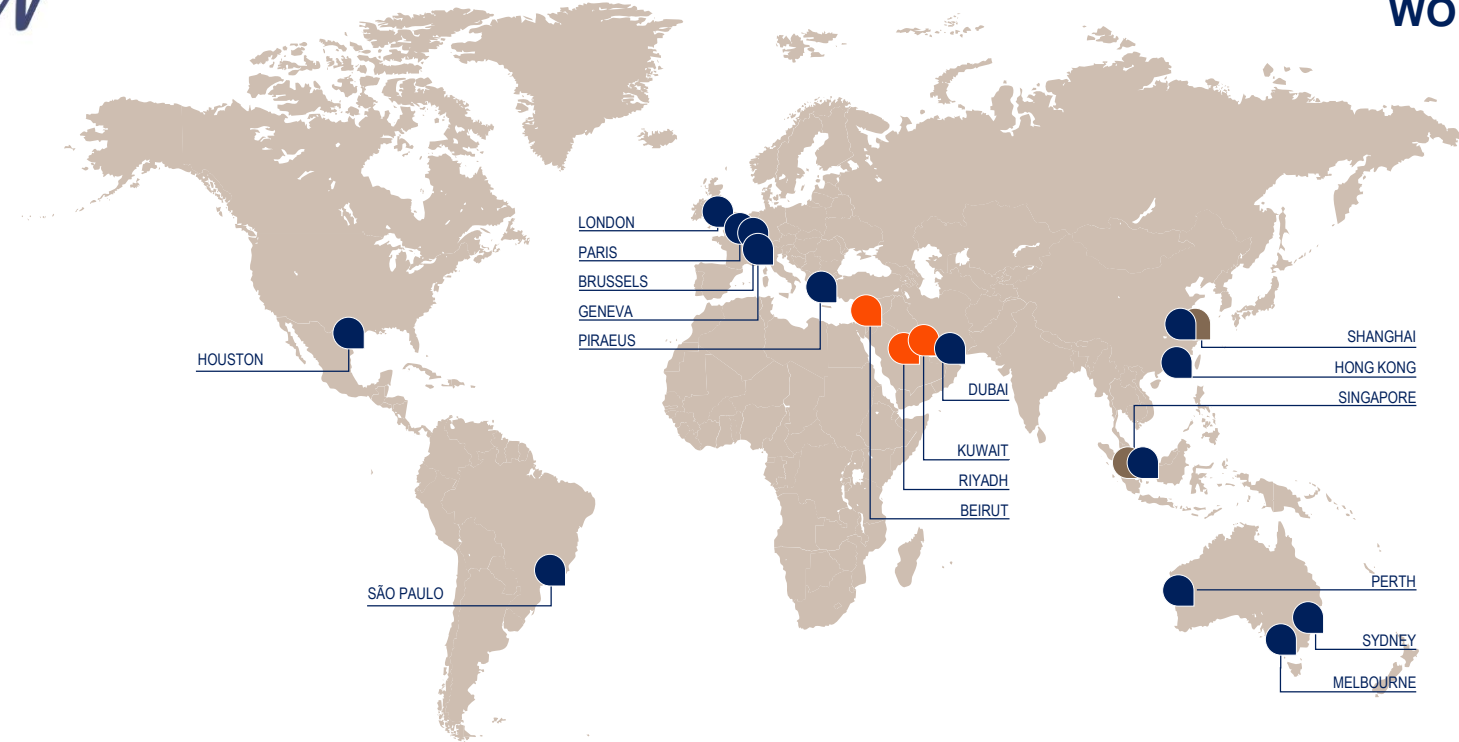 WO
LONDON
PARIS
BRUSSELS
GENEVA
PIRAEUS
HOUSTON
SHANGHAI
HONG KONG
SINGAPORE
DUBAI
KUWAIT
RIYADH
BEIRUT
SÃO PAULO
PERTH
SYDNEY
MELBOURNE